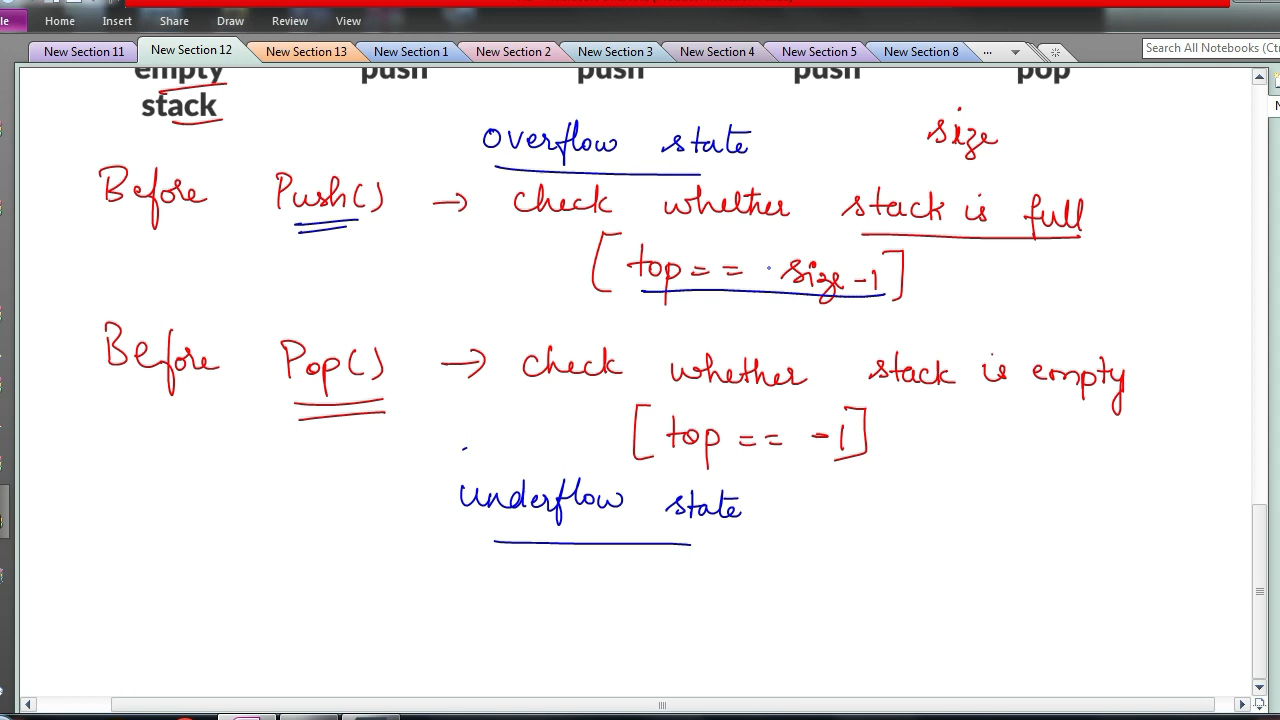 Home Insert Share Draw Review View
New Section 11 New Section 12 New Section 13 New Section 1 New Section 2 New Section 3 New Section 4 New Section 5 New Section 8 ... Search All Notebooks (Ctr
empty push push push pop
stack
overflow state size
Before Push() → check whether stack is full
[top == size -1]
Before Pop() → check whether stack is empty
[top == -1]
underflow state